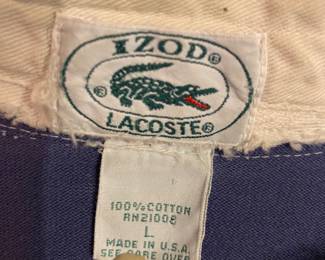 IZOD®
®
LACOSTE®
100% COTTON
RN21008
L
MADE IN U.S.A.
SEE CARE OVER